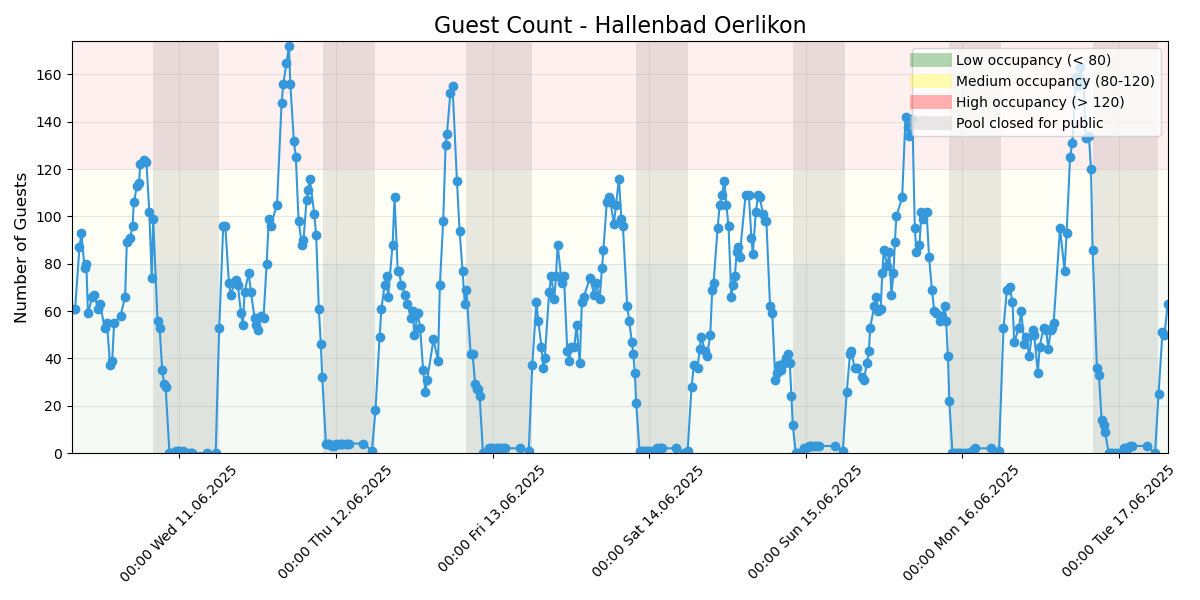 Guest Count - Hallenbad Oerlikon
Number of Guests
160
140
120
100
80
60
40
20
0
Low occupancy (< 80)
Medium occupancy (80-120)
High occupancy (> 120)
Pool closed for public
00:00 Wed 11.06.2025
00:00 Thu 12.06.2025
00:00 Fri 13.06.2025
00:00 Sat 14.06.2025
00:00 Sun 15.06.2025
00:00 Mon 16.06.2025
00:00 Tue 17.06.2025